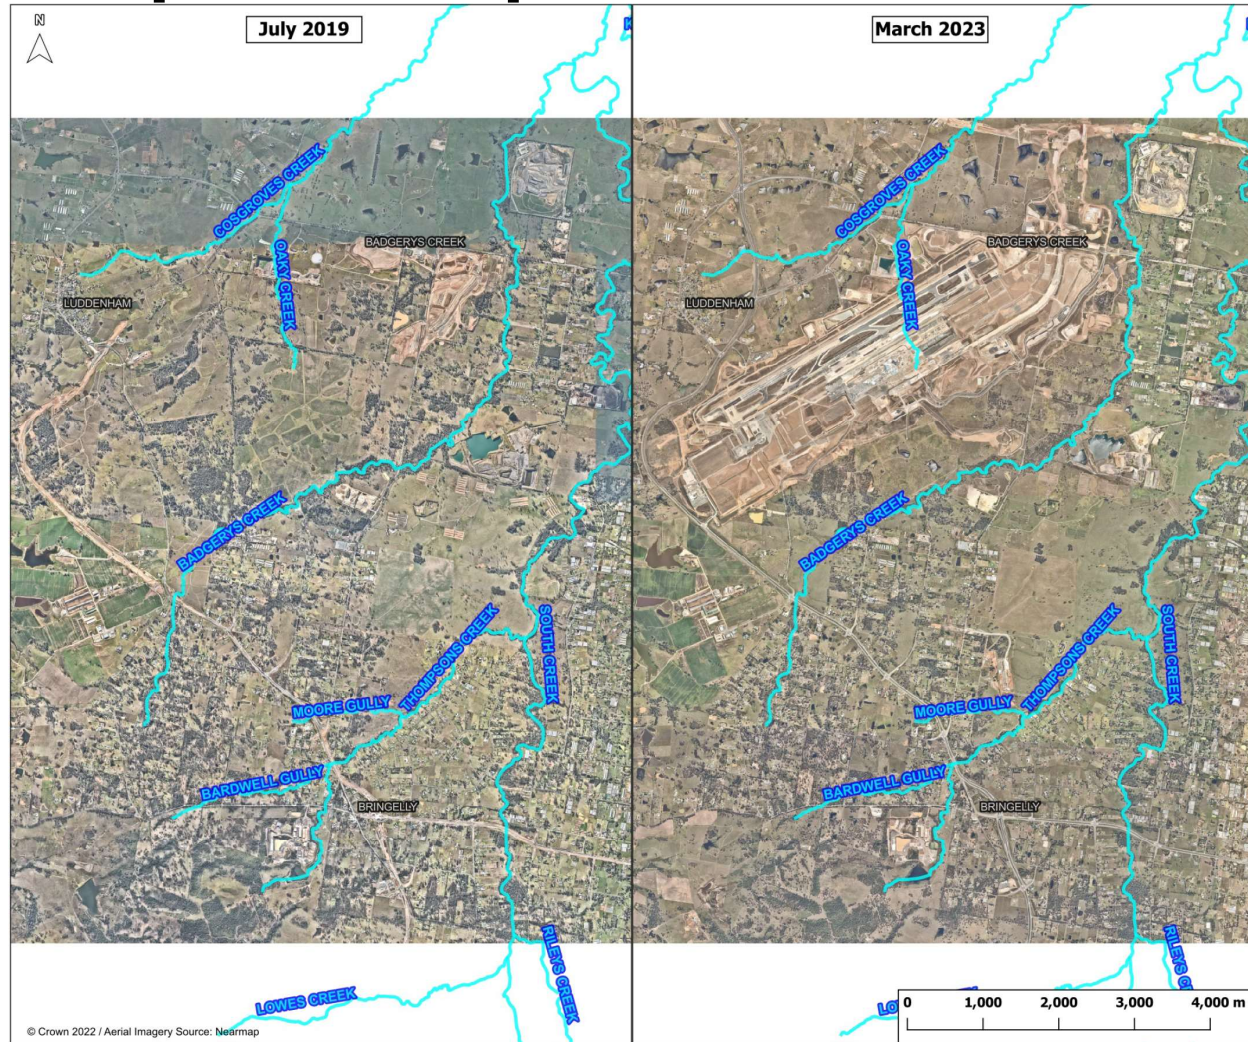 N
July 2019
COSGROVES CREEK
OAKY CREEK
BADGERYS CREEK
LUDDENHAM
BADGERYS CREEK
SOUTH CREEK
THOMPSONS CREEK
MOORE GULLY
BARDWELL GULLY
BRINGELLY
RILEYS CREEK
LOWES CREEK
© Crown 2022 / Aerial Imagery Source: Nearmap
March 2023
COSGROVES CREEK
OAKY CREEK
BADGERYS CREEK
LUDDENHAM
BADGERYS CREEK
SOUTH CREEK
THOMPSONS CREEK
MOORE GULLY
BARDWELL GULLY
BRINGELLY
RILEYS
0 1,000 2,000 3,000 4,000 m